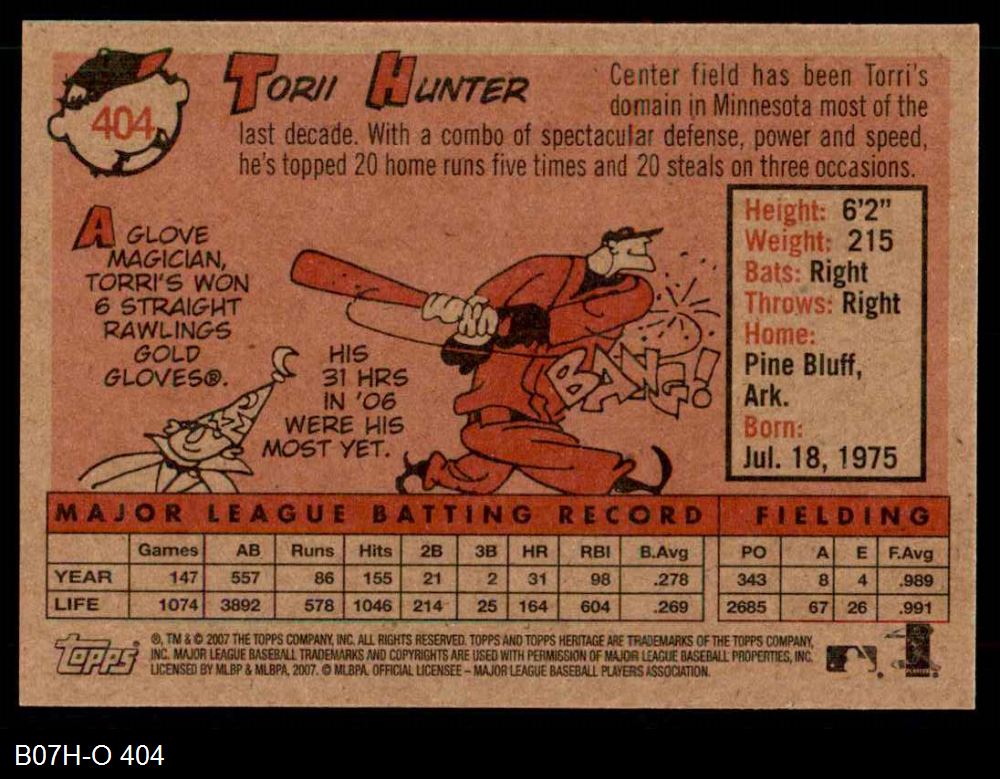 404
TORII HUNTER
Center field has been Torri's
domain in Minnesota most of the
last decade. With a combo of spectacular defense, power and speed,
he's topped 20 home runs five times and 20 steals on three occasions.
A GLOVE
MAGICIAN,
TORRI'S WON
6 STRAIGHT
RAWLINGS
GOLD
GLOVES®.
HIS
31 HRS
IN '06
WERE HIS
MOST YET.
BANG!
Height: 6'2"
Weight: 215
Bats: Right
Throws: Right
Home:
Pine Bluff,
Ark.
Born:
Jul. 18, 1975
MAJOR LEAGUE BATTING RECORD FIELDING
Games AB Runs Hits 2B 3B HR RBI B.Avg PO A E F.Avg
YEAR 147 557 86 155 21 2 31 98 .278 343 8 4 .989
LIFE 1074 3892 578 1046 214 25 164 604 .269 2685 67 26 .991
Topps
®, TM & © 2007 THE TOPPS COMPANY, INC. ALL RIGHTS RESERVED. TOPPS AND TOPPS HERITAGE ARE TRADEMARKS OF THE TOPPS COMPANY,
INC. MAJOR LEAGUE BASEBALL TRADEMARKS AND COPYRIGHTS ARE USED WITH PERMISSION OF MAJOR LEAGUE BASEBALL PROPERTIES, INC.
LICENSED BY MLBP & MLBPA, 2007. © MLBPA. OFFICIAL LICENSEE – MAJOR LEAGUE BASEBALL PLAYERS ASSOCIATION.
B07H-O 404